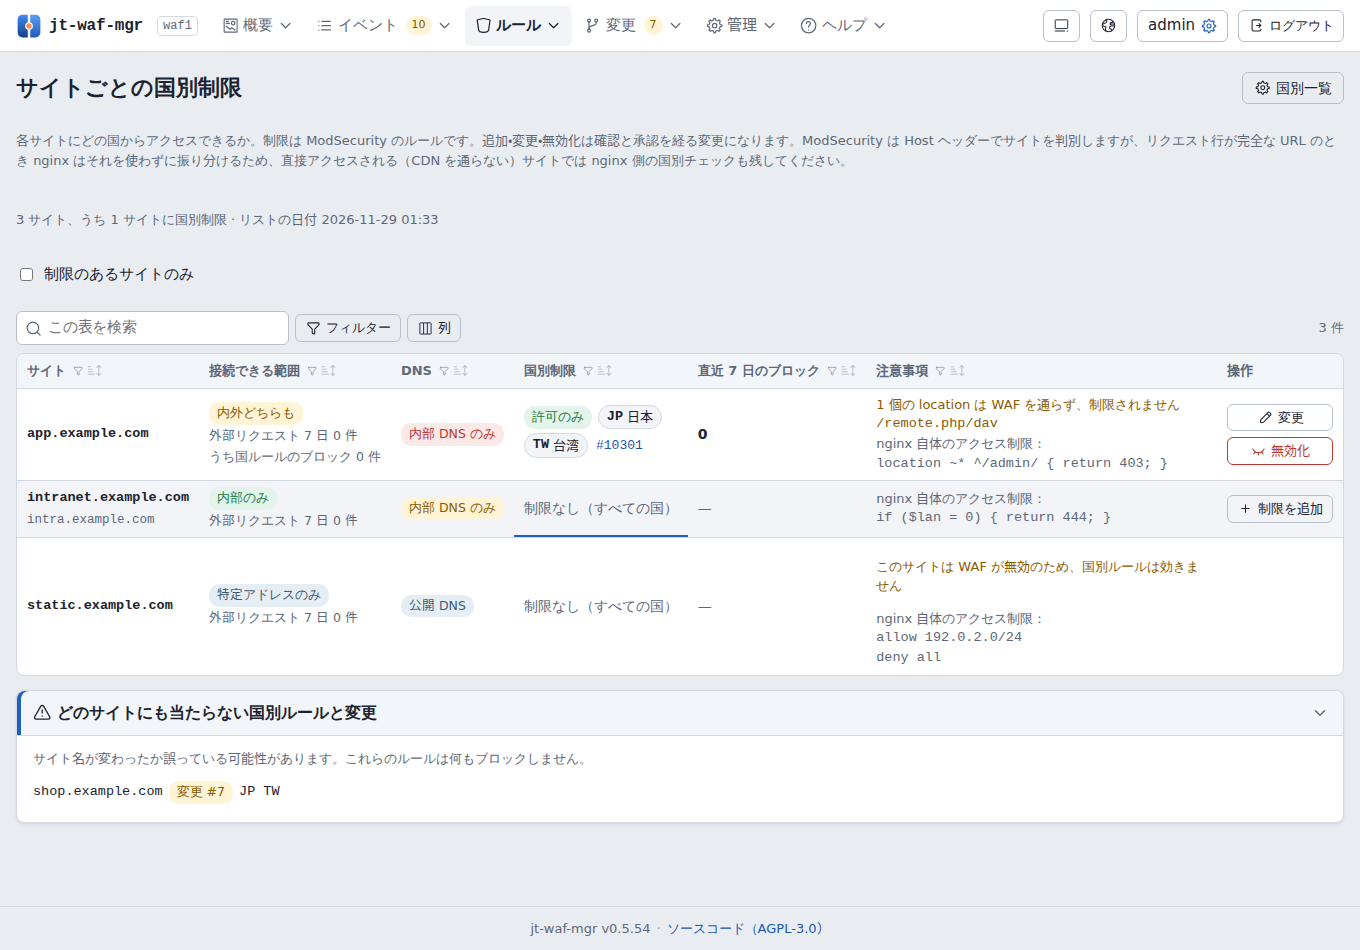 jt-waf-mgr waf1 概要 イベント 10 ルール 変更 7 管理 ヘルプ admin ログアウト
サイトごとの国別制限
国別一覧
各サイトにどの国からアクセスできるか。制限は ModSecurity のルールです。追加・変更・無効化は確認と承認を経る変更になります。ModSecurity は Host ヘッダーでサイトを判別しますが、リクエスト行が完全な URL のと
き nginx はそれを使わずに振り分けるため、直接アクセスされる（CDN を通らない）サイトでは nginx 側の国別チェックも残してください。
3 サイト、うち 1 サイトに国別制限 · リストの日付 2026-11-29 01:33
制限のあるサイトのみ
この表を検索 フィルター 列 3 件
サイト 接続できる範囲 DNS 国別制限 直近 7 日のブロック 注意事項 操作
app.example.com
内外どちらも
外部リクエスト 7 日 0 件
うち国ルールのブロック 0 件
内部 DNS のみ
許可のみ JP 日本
TW 台湾 #10301
0
1 個の location は WAF を通らず、制限されません
/remote.php/dav
nginx 自体のアクセス制限：
location ~* ^/admin/ { return 403; }
変更
無効化
intranet.example.com
intra.example.com
内部のみ
外部リクエスト 7 日 0 件
内部 DNS のみ
制限なし（すべての国）
—
nginx 自体のアクセス制限：
if ($lan = 0) { return 444; }
制限を追加
static.example.com
特定アドレスのみ
外部リクエスト 7 日 0 件
公開 DNS
制限なし（すべての国）
—
このサイトは WAF が無効のため、国別ルールは効きま
せん
nginx 自体のアクセス制限：
allow 192.0.2.0/24
deny all
どのサイトにも当たらない国別ルールと変更
サイト名が変わったか誤っている可能性があります。これらのルールは何もブロックしません。
shop.example.com 変更 #7 JP TW
jt-waf-mgr v0.5.54 · ソースコード（AGPL-3.0）